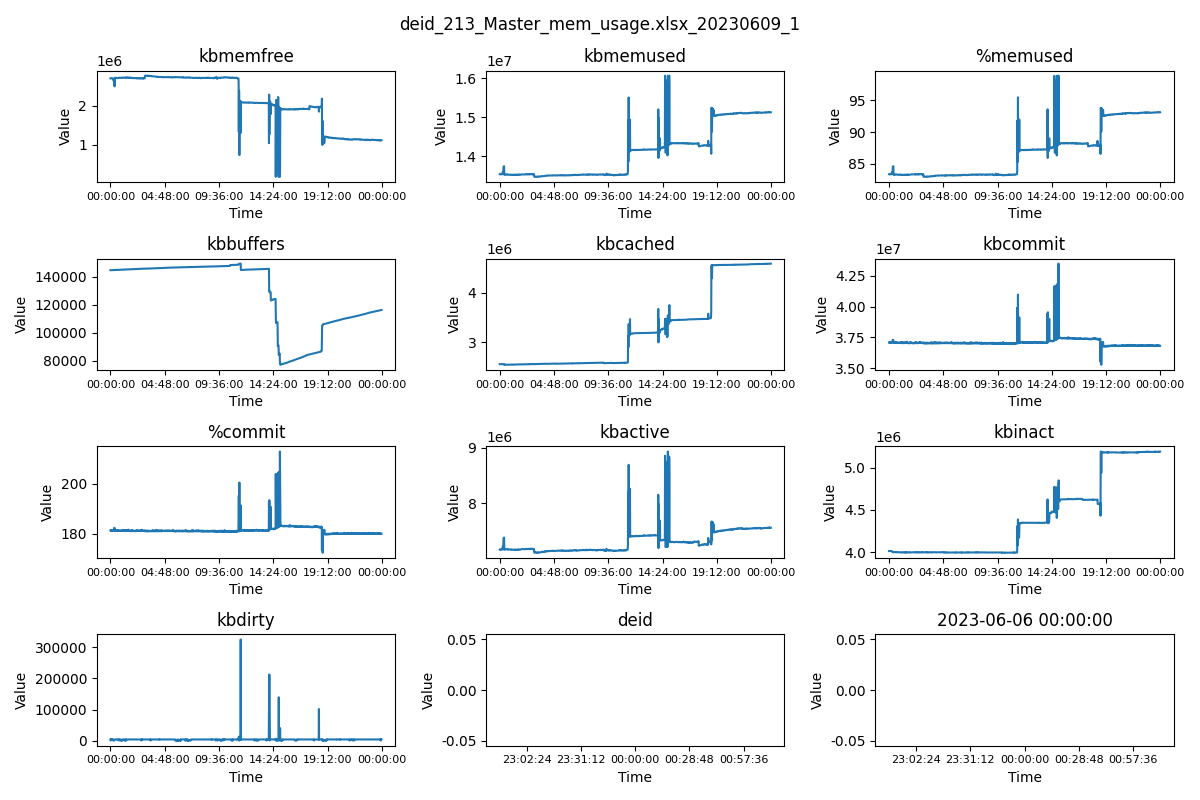 deid_213_Master_mem_usage.xlsx_20230609_1
kbmemfree
1e6
Value
2
1
00:00:00 04:48:00 09:36:00 14:24:00 19:12:00 00:00:00
Time
kbmemused
1e7
Value
1.6
1.5
1.4
00:00:00 04:48:00 09:36:00 14:24:00 19:12:00 00:00:00
Time
%memused
Value
95
90
85
00:00:00 04:48:00 09:36:00 14:24:00 19:12:00 00:00:00
Time
kbbuffers
Value
140000
120000
100000
80000
00:00:00 04:48:00 09:36:00 14:24:00 19:12:00 00:00:00
Time
kbcached
1e6
Value
4
3
00:00:00 04:48:00 09:36:00 14:24:00 19:12:00 00:00:00
Time
kbcommit
1e7
Value
4.25
4.00
3.75
3.50
00:00:00 04:48:00 09:36:00 14:24:00 19:12:00 00:00:00
Time
%commit
Value
200
180
00:00:00 04:48:00 09:36:00 14:24:00 19:12:00 00:00:00
Time
kbactive
1e6
Value
9
8
00:00:00 04:48:00 09:36:00 14:24:00 19:12:00 00:00:00
Time
kbinact
1e6
Value
5.0
4.5
4.0
00:00:00 04:48:00 09:36:00 14:24:00 19:12:00 00:00:00
Time
kbdirty
Value
300000
200000
100000
0
00:00:00 04:48:00 09:36:00 14:24:00 19:12:00 00:00:00
Time
deid
Value
0.05
0.00
-0.05
23:02:24 23:31:12 00:00:00 00:28:48 00:57:36
Time
2023-06-06 00:00:00
Value
0.05
0.00
-0.05
23:02:24 23:31:12 00:00:00 00:28:48 00:57:36
Time